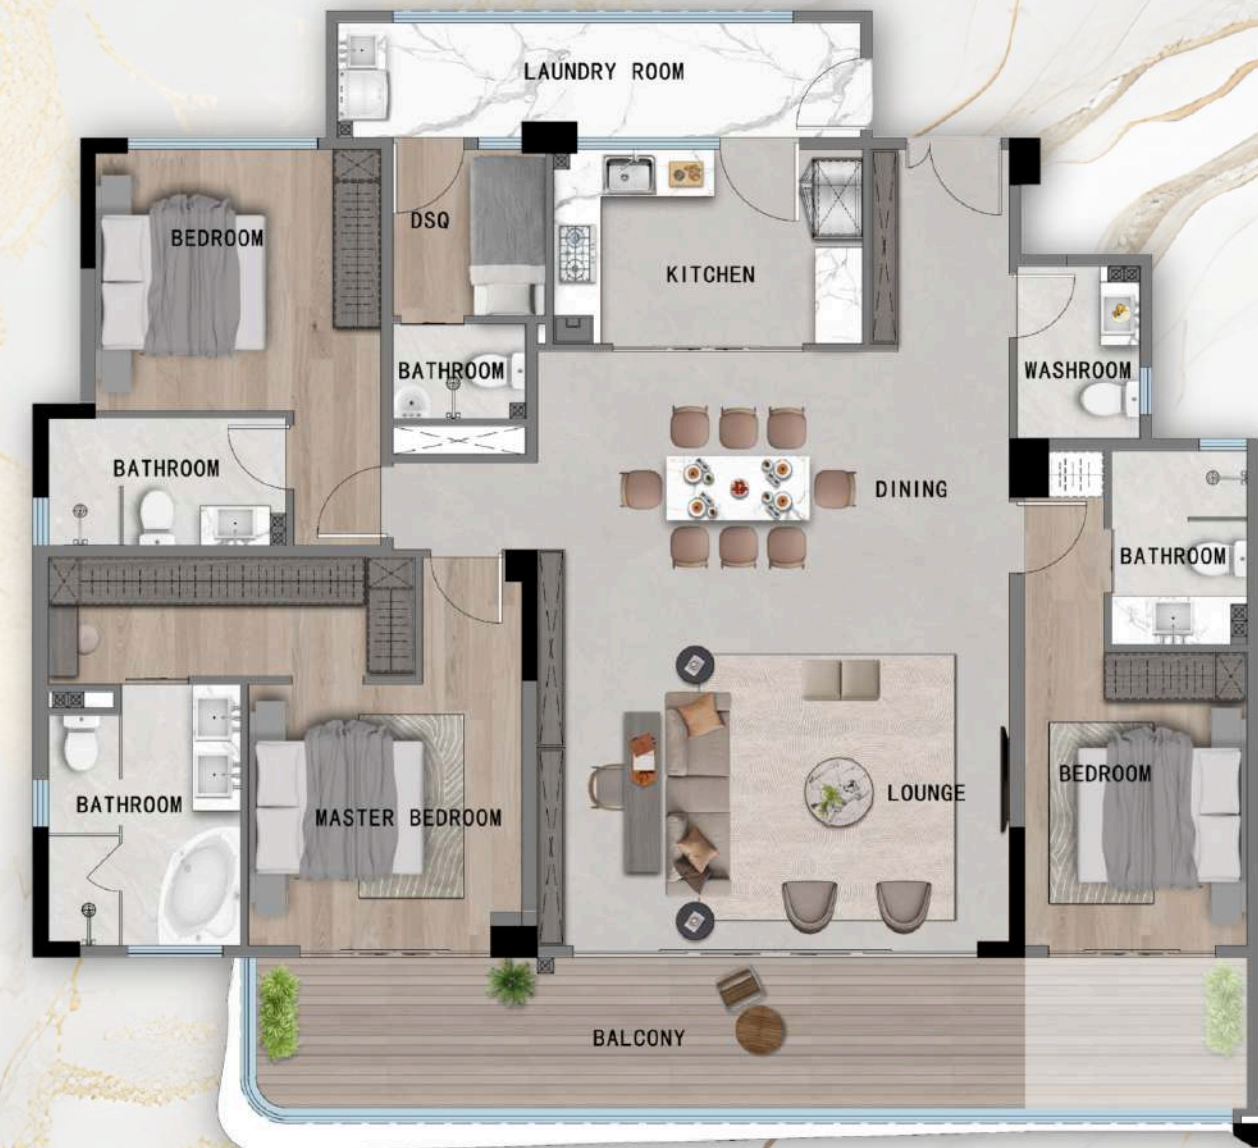 LAUNDRY ROOM
DSQ
BEDROOM
KITCHEN
BATHROOM
WASHROOM
BATHROOM
DINING
BATHROOM
BEDROOM
LOUNGE
BATHROOM
MASTER BEDROOM
BALCONY